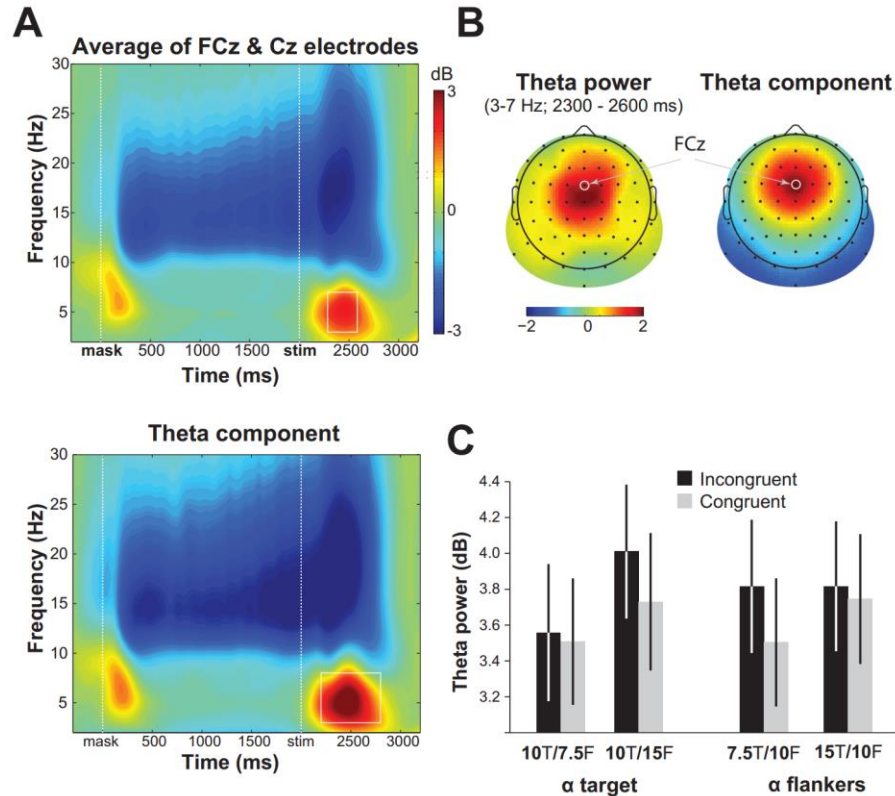 A
Average of FCz & Cz electrodes
dB
30
25
20
15
10
5
Frequency (Hz)
3
0
-3
mask
500
1000
1500
stim
2500
3000
Time (ms)
Theta component
30
25
20
15
10
5
Frequency (Hz)
mask
500
1000
1500
stim
2500
3000
Time (ms)
B
Theta power
(3-7 Hz; 2300 - 2600 ms)
Theta component
FCz
−2
0
2
C
Incongruent
Congruent
4.4
4.2
4.0
3.8
3.6
3.4
3.2
Theta power (dB)
10T/7.5F
10T/15F
7.5T/10F
15T/10F
α target
α flankers